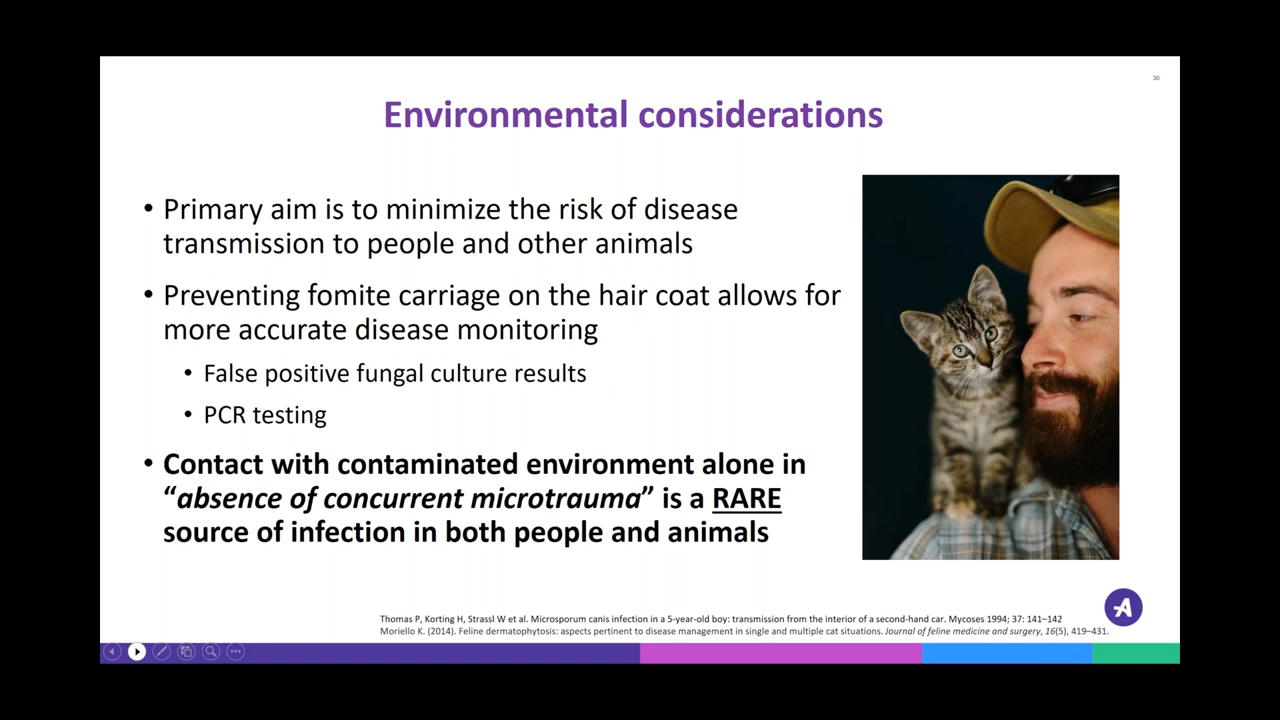 30
Environmental considerations
• Primary aim is to minimize the risk of disease
transmission to people and other animals
• Preventing fomite carriage on the hair coat allows for
more accurate disease monitoring
• False positive fungal culture results
• PCR testing
• Contact with contaminated environment alone in
“absence of concurrent microtrauma” is a RARE
source of infection in both people and animals
Thomas P, Korting H, Strassl W et al. Microsporum canis infection in a 5-year-old boy: transmission from the interior of a second-hand car. Mycoses 1994; 37: 141–142
Moriello K. (2014). Feline dermatophytosis: aspects pertinent to disease management in single and multiple cat situations. Journal of feline medicine and surgery, 16(5), 419–431.
A